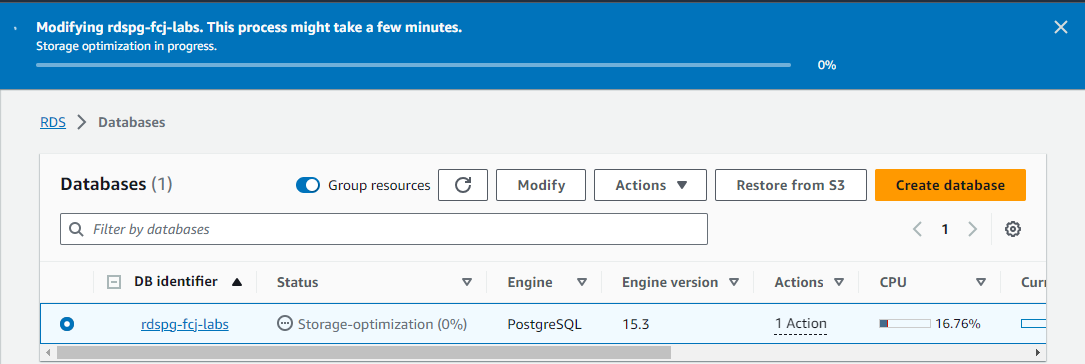 Modifying rdspg-fcj-labs. This process might take a few minutes.
Storage optimization in progress.
0%
RDS > Databases
Databases (1)
Group resources
Modify
Actions
Restore from S3
Create database
Filter by databases
1
DB identifier
Status
Engine
Engine version
Actions
CPU
Curr
rdspg-fcj-labs
Storage-optimization (0%)
PostgreSQL
15.3
1 Action
16.76%